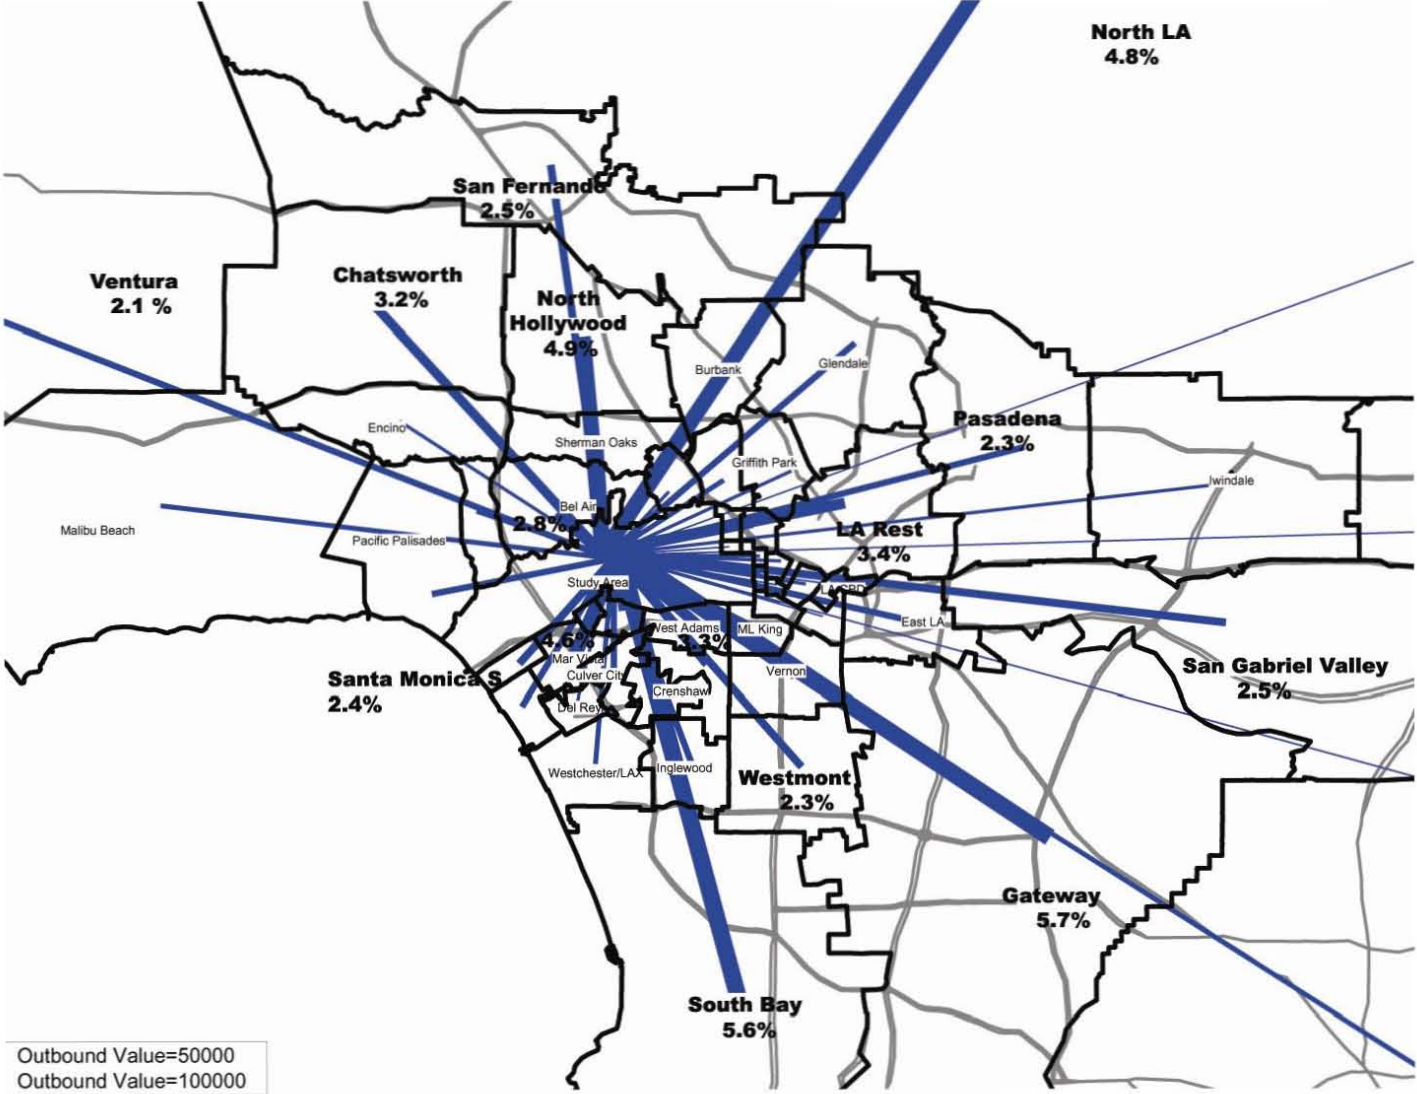 North LA
4.8%
San Fernando
2.5%
Ventura
2.1 %
Chatsworth
3.2%
North
Hollywood
4.9%
Burbank
Glendale
Encino
Sherman Oaks
Pasadena
2.3%
Griffith Park
Irwindale
Bel Air
2.8%
Malibu Beach
Pacific Palisades
LA Rest
3.4%
Study Area
LA CBD
East LA
West Adams
3.3%
ML King
4.6%
Mar Vista
Culver City
Vernon
Santa Monica S
2.4%
Crenshaw
Del Rey
San Gabriel Valley
2.5%
Westchester/LAX
Inglewood
Westmont
2.3%
Gateway
5.7%
South Bay
5.6%
Outbound Value=50000
Outbound Value=100000